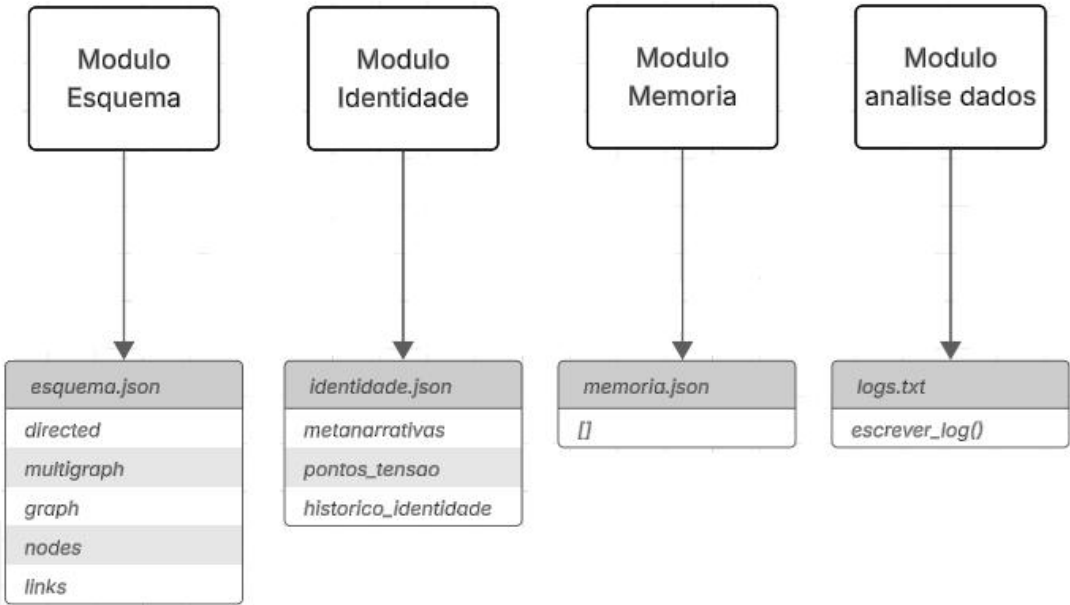 Modulo
Esquema
Modulo
Identidade
Modulo
Memoria
Modulo
analise dados
esquema.json
directed
multigraph
graph
nodes
links
identidade.json
metanarrativas
pontos_tensao
historico_identidade
memoria.json
[]
logs.txt
escrever_log()